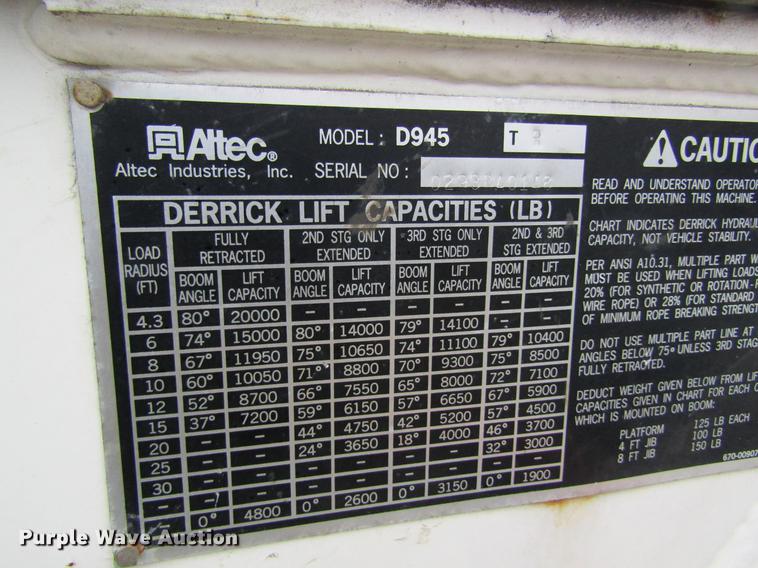 Altec®
Altec Industries, Inc.
MODEL: D945 T
SERIAL NO:
DERRICK LIFT CAPACITIES (LB)
LOAD RADIUS (FT)
FULLY RETRACTED
2ND STG ONLY EXTENDED
3RD STG ONLY EXTENDED
2ND & 3RD STG EXTENDED
BOOM ANGLE LIFT CAPACITY BOOM ANGLE LIFT CAPACITY BOOM ANGLE LIFT CAPACITY BOOM ANGLE LIFT CAPACITY
4.3 80° 20000 – – – – – –
6 74° 15000 80° 14000 79° 14100 – –
8 67° 11950 75° 10650 74° 11100 79° 10400
10 60° 10050 71° 8800 70° 9300 75° 8500
12 52° 8700 66° 7550 65° 8000 72° 7100
15 37° 7200 59° 6150 57° 6650 67° 5900
20 – – 44° 4750 42° 5200 57° 4500
25 – – 24° 3650 18° 4000 46° 3700
30 – – – – – – 32° 3000
– 0° 4800 0° 2600 0° 3150 0° 1900
CAUTIO
READ AND UNDERSTAND OPERATOR
BEFORE OPERATING THIS MACHINE.
CHART INDICATES DERRICK HYDRAUL
CAPACITY, NOT VEHICLE STABILITY.
PER ANSI A10.31, MULTIPLE PART W
MUST BE USED WHEN LIFTING LOADS
20% (FOR SYNTHETIC OR ROTATION-R
WIRE ROPE) OR 28% (FOR STANDARD
OF MINIMUM ROPE BREAKING STRENGT
DO NOT USE MULTIPLE PART LINE AT
ANGLES BELOW 75° UNLESS 3RD STAG
FULLY RETRACTED.
DEDUCT WEIGHT GIVEN BELOW FROM LIF
CAPACITIES GIVEN IN CHART FOR EACH O
WHICH IS MOUNTED ON BOOM:
PLATFORM 125 LB EACH
4 FT JIB 100 LB
8 FT JIB 150 LB
670-00907
Purple Wave Auction